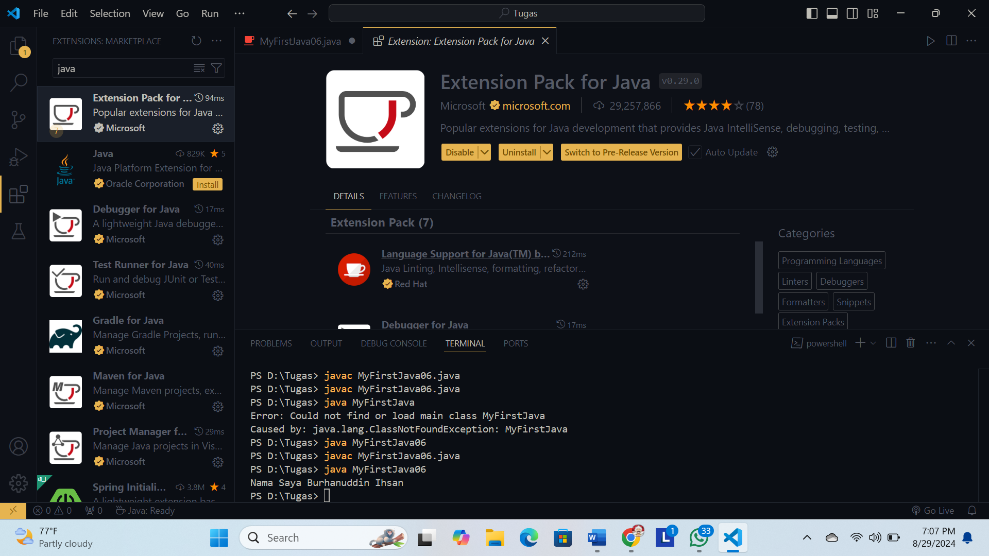 File Edit Selection View Go Run ··· Tugas
EXTENSIONS: MARKETPLACE
java
Extension Pack for ... 94ms
Popular extensions for Java ...
Microsoft
Java 829K 5
Java Platform Extension for ...
Oracle Corporation Install
Debugger for Java 17ms
A lightweight Java debugge...
Microsoft
Test Runner for Java 40ms
Run and debug JUnit or Test...
Microsoft
Gradle for Java
Manage Gradle Projects, run...
Microsoft
Maven for Java
Manage Maven projects, ex...
Microsoft
Project Manager f... 29ms
Manage Java projects in Vis...
Microsoft
Spring Initiali... 3.8M 4
A lightweight extension bas...
MyFirstJava06.java
Extension: Extension Pack for Java
Extension Pack for Java v0.29.0
Microsoft microsoft.com 29,257,866 (78)
Popular extensions for Java development that provides Java IntelliSense, debugging, testing, ...
Disable Uninstall Switch to Pre-Release Version Auto Update
DETAILS FEATURES CHANGELOG
Extension Pack (7)
Language Support for Java(TM) b... 212ms
Java Linting, Intellisense, formatting, refactor...
Red Hat
Debugger for Java 17ms
Categories
Programming Languages
Linters Debuggers
Formatters Snippets
Extension Packs
PROBLEMS OUTPUT DEBUG CONSOLE TERMINAL PORTS powershell
PS D:\Tugas> javac MyFirstJava06.java
PS D:\Tugas> javac MyFirstJava06.java
PS D:\Tugas> java MyFirstJava
Error: Could not find or load main class MyFirstJava
Caused by: java.lang.ClassNotFoundException: MyFirstJava
PS D:\Tugas> java MyFirstJava06
PS D:\Tugas> javac MyFirstJava06.java
PS D:\Tugas> java MyFirstJava06
Nama Saya Burhanuddin Ihsan
PS D:\Tugas>
0 0 0 Java: Ready Go Live
77°F
Partly cloudy
Search
33
7:07 PM
8/29/2024